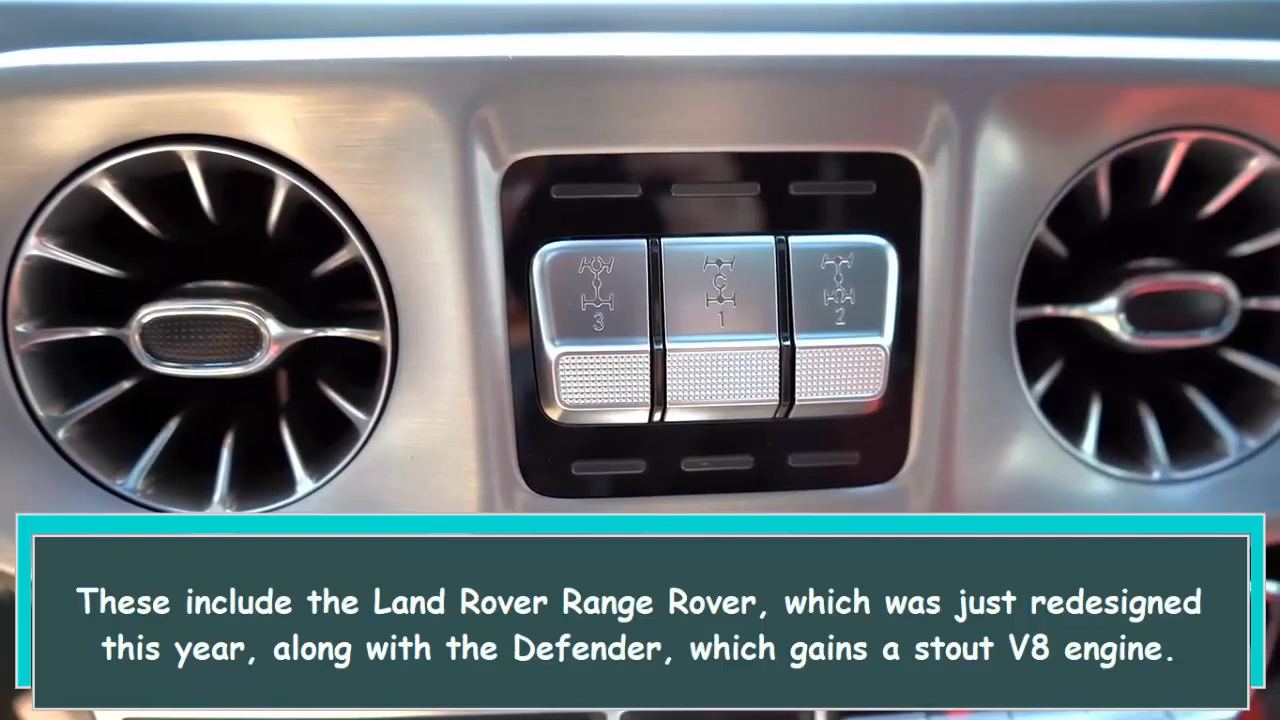 3 1 2
These include the Land Rover Range Rover, which was just redesigned
this year, along with the Defender, which gains a stout V8 engine.